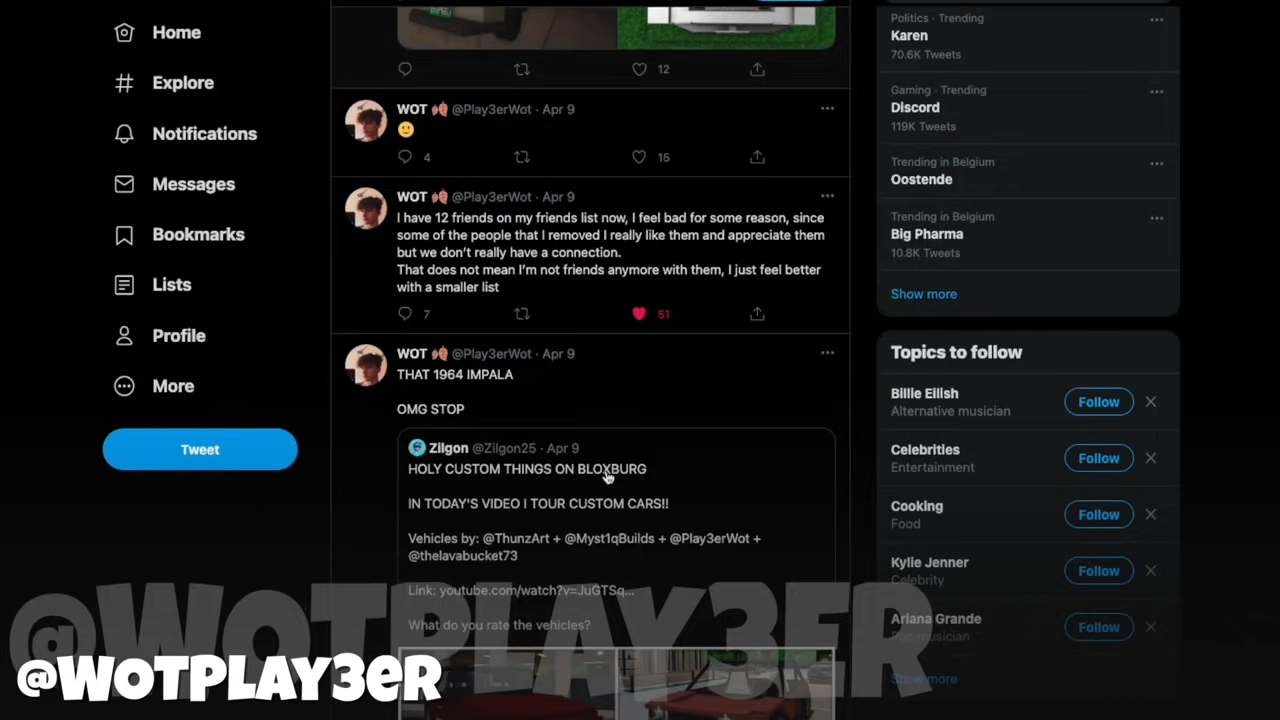 Home
Explore
Notifications
Messages
Bookmarks
Lists
Profile
More
Tweet
12
WOT @Play3erWot · Apr 9
4
15
WOT @Play3erWot · Apr 9
I have 12 friends on my friends list now, I feel bad for some reason, since
some of the people that I removed I really like them and appreciate them
but we don't really have a connection.
That does not mean I'm not friends anymore with them, I just feel better
with a smaller list
7
51
WOT @Play3erWot · Apr 9
THAT 1964 IMPALA
OMG STOP
Zilgon @Zilgon25 · Apr 9
HOLY CUSTOM THINGS ON BLOXBURG
IN TODAY'S VIDEO I TOUR CUSTOM CARS!!
Vehicles by: @ThunzArt + @Myst1qBuilds + @Play3erWot +
@thelavabucket73
Link: youtube.com/watch?v=JuGTSq...
What do you rate the vehicles?
Politics · Trending
Karen
70.6K Tweets
Gaming · Trending
Discord
119K Tweets
Trending in Belgium
Oostende
Trending in Belgium
Big Pharma
10.8K Tweets
Show more
Topics to follow
Billie Eilish
Alternative musician
Follow
Celebrities
Entertainment
Follow
Cooking
Food
Follow
Kylie Jenner
Celebrity
Follow
Ariana Grande
Pop musician
Follow
Show more
@WOTPLAY3ER
@WOTPLAY3eR